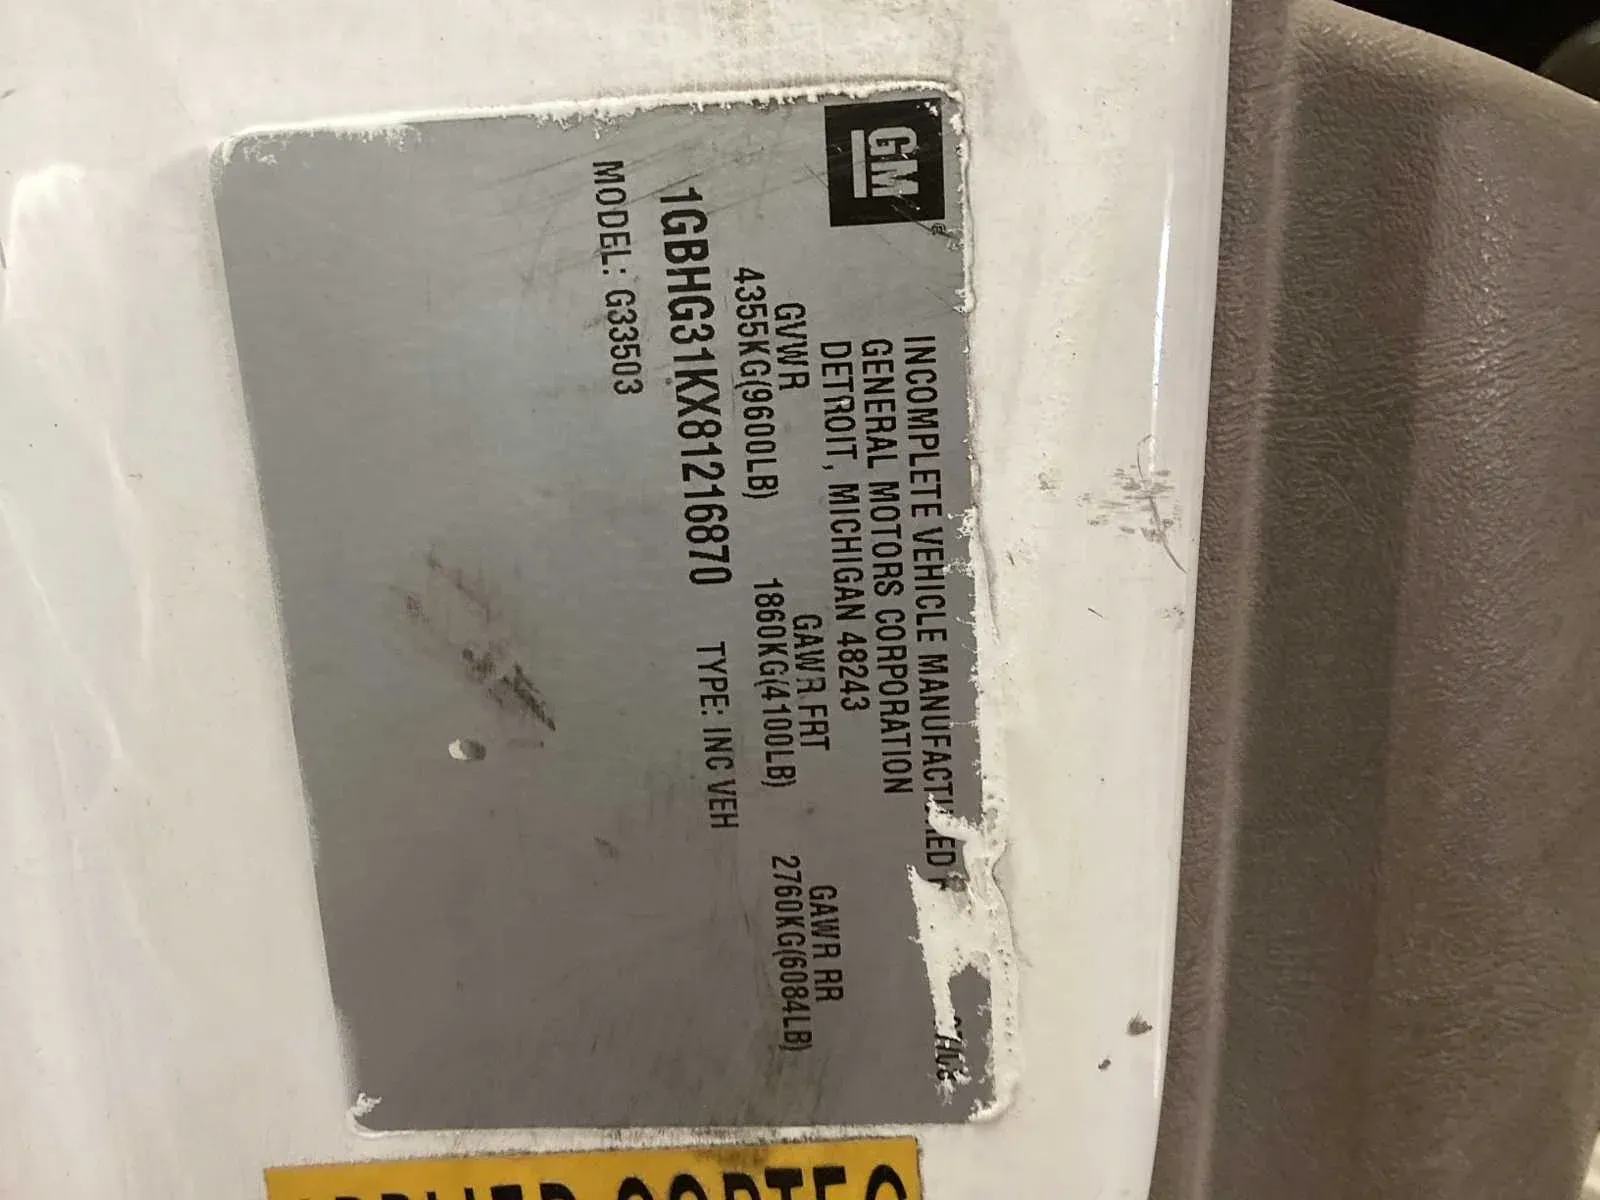 GM
INCOMPLETE VEHICLE MANUFACTURED
GENERAL MOTORS CORPORATION
DETROIT, MICHIGAN 48243
GVWR GAWR FRT GAWR RR
4355KG(9600LB) 1860KG(4100LB) 2760KG(6084LB)
1GBHG31KX81216870 TYPE: INC VEH
MODEL: G33503